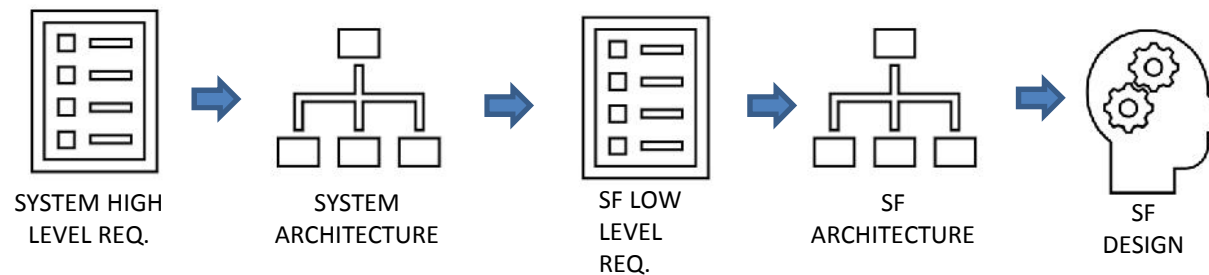 SYSTEM HIGH
LEVEL REQ.
SYSTEM
ARCHITECTURE
SF LOW
LEVEL
REQ.
SF
ARCHITECTURE
SF
DESIGN